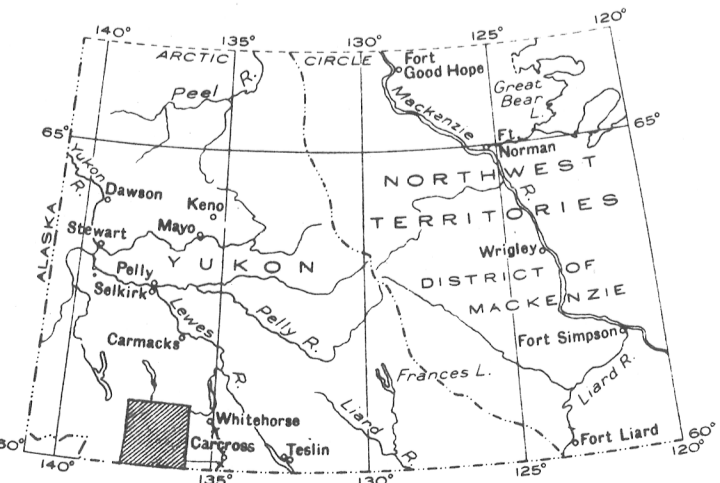 120°
135°
130°
125°
140°
ARCTIC CIRCLE
Fort
Good Hope
Peel R.
Mackenzie
Great
Bear
L.
65°
65°
Ft.
Norman
Yukon
R.
Dawson
Keno
NORTHWEST
R
TERRITORIES
Stewart
Mayo
ALASKA
YUKON
Wrigley
Pelly
Selkirk
DISTRICT OF
MACKENZIE
Lewes
Pelly R.
Carmacks
Fort Simpson
R.
Frances L.
Liard R.
Whitehorse
Liard
R.
Carcross
Teslin
Fort Liard
60°
140°
135°
130°
125°
120°
60°